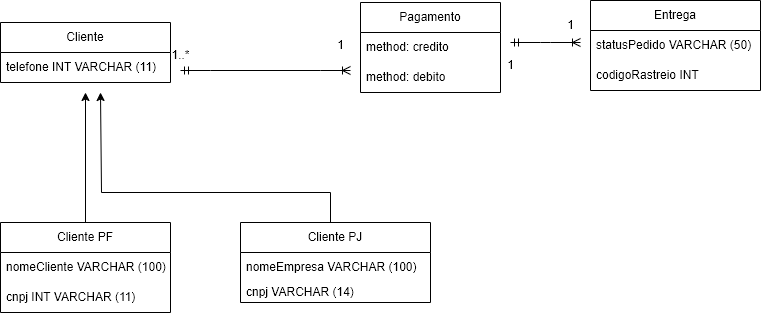 Cliente
telefone INT VARCHAR (11)
1..*
1
Pagamento
method: credito
method: debito
1
1
Entrega
statusPedido VARCHAR (50)
codigoRastreio INT
Cliente PF
nomeCliente VARCHAR (100)
cnpj INT VARCHAR (11)
Cliente PJ
nomeEmpresa VARCHAR (100)
cnpj VARCHAR (14)